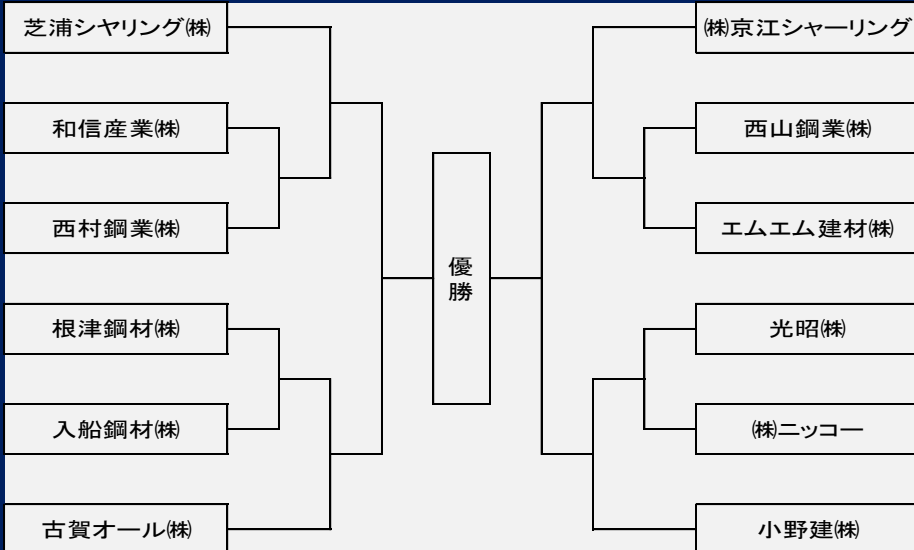 芝浦シヤリング㈱
和信産業㈱
西村鋼業㈱
根津鋼材㈱
入船鋼材㈱
古賀オール㈱
優
勝
㈱京江シャーリング
西山鋼業㈱
エムエム建材㈱
光昭㈱
㈱ニッコー
小野建㈱